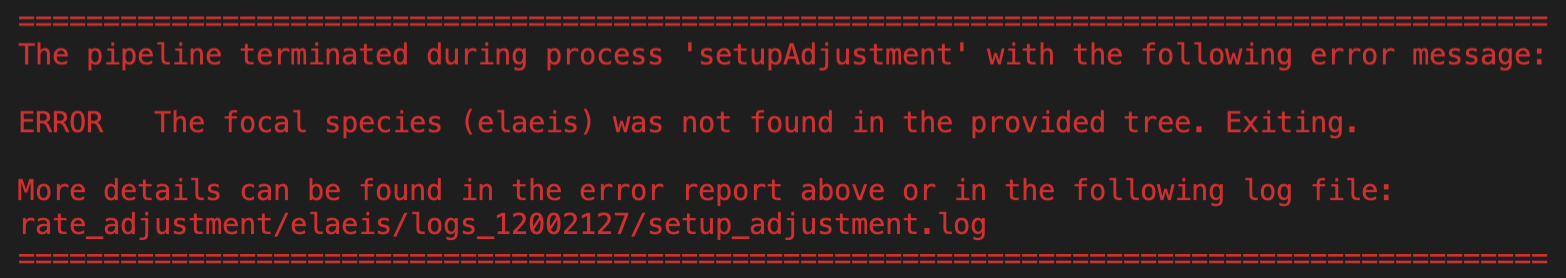 ==========================================================================================
The pipeline terminated during process 'setupAdjustment' with the following error message:
ERROR   The focal species (elaeis) was not found in the provided tree. Exiting.
More details can be found in the error report above or in the following log file:
rate_adjustment/elaeis/logs_12002127/setup_adjustment.log
==========================================================================================